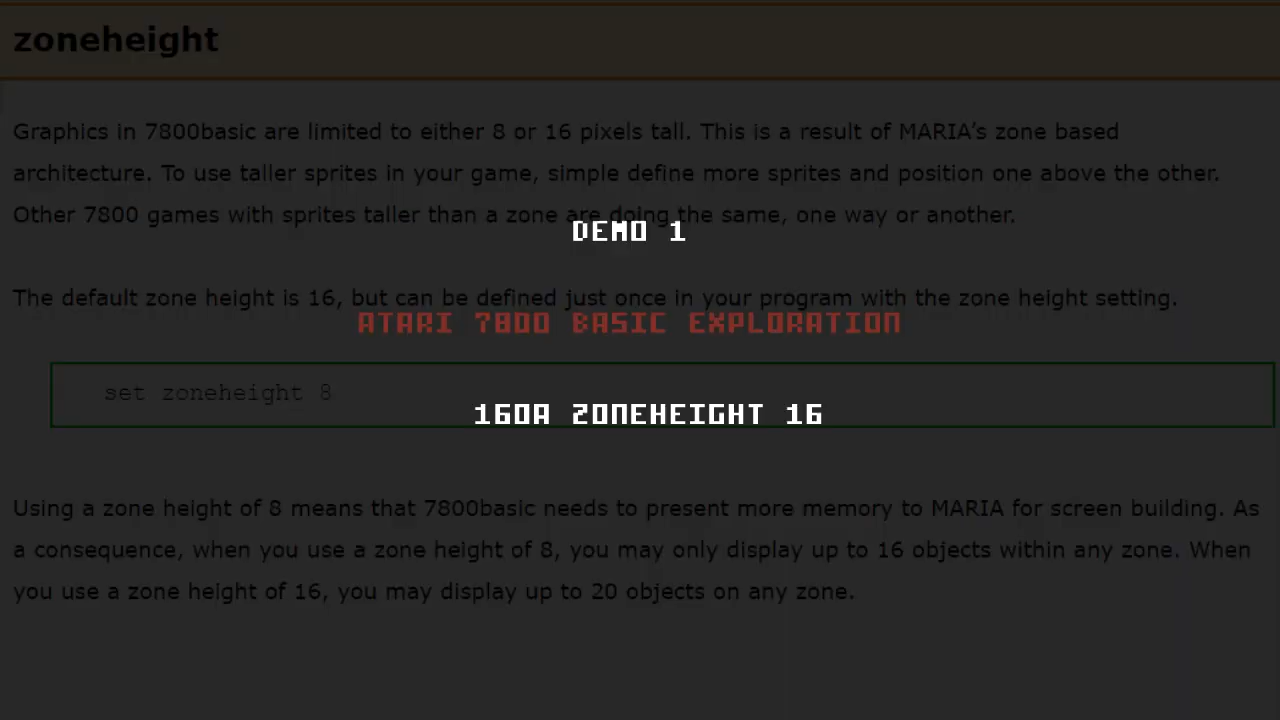 zoneheight
Graphics in 7800basic are limited to either 8 or 16 pixels tall. This is a result of MARIA’s zone based
architecture. To use taller sprites in your game, simple define more sprites and position one above the other.
Other 7800 games with sprites taller than a zone are doing the same, one way or another.
DEMO 1
The default zone height is 16, but can be defined just once in your program with the zone height setting.
ATARI 7800 BASIC EXPLORATION
set zoneheight 8
160A ZONEHEIGHT 16
Using a zone height of 8 means that 7800basic needs to present more memory to MARIA for screen building. As
a consequence, when you use a zone height of 8, you may only display up to 16 objects within any zone. When
you use a zone height of 16, you may display up to 20 objects on any zone.